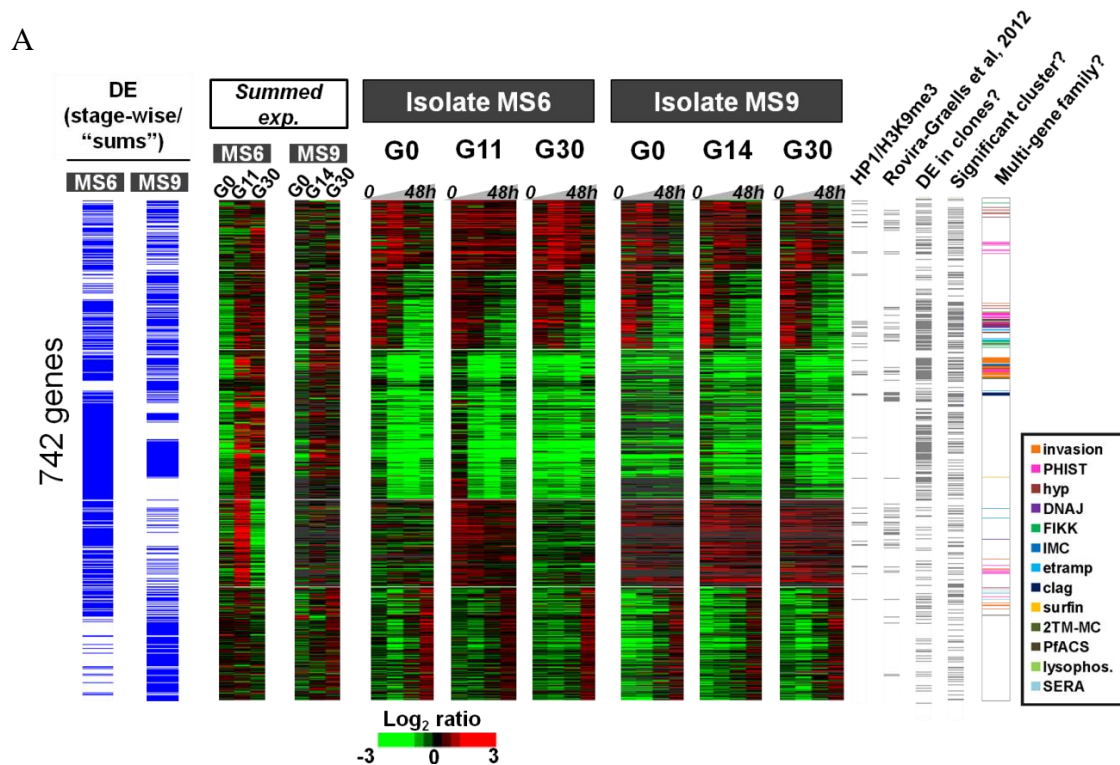 A
DE
(stage-wise/
"sums")
MS6 MS9
Summed
exp.
MS6 MS9
G0 G11 G30 G0 G14 G30
Isolate MS6
G0 G11 G30
0 48h 0 48h 0 48h
Isolate MS9
G0 G14 G30
0 48h 0 48h 0 48h
HP1/H3K9me3
Rovira-Graells et al, 2012
DE in clones?
Significant cluster?
Multi-gene family?
742 genes
invasion
PHIST
hyp
DNAJ
FIKK
IMC
etramp
clag
surfin
2TM-MC
PfACS
lysophos.
SERA
Log₂ ratio
-3 0 3